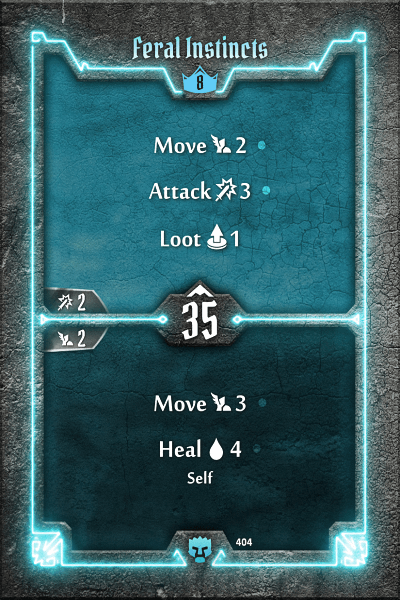 Feral Instincts
8
Move 2
Attack 3
Loot 1
2
35
2
Move 3
Heal 4
Self
404